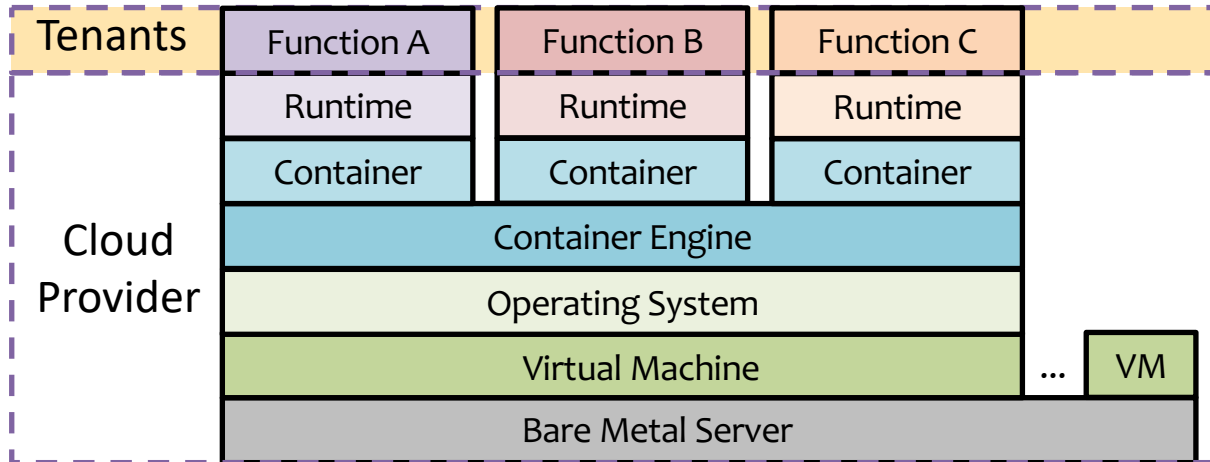 Tenants
Function A
Function B
Function C
Runtime
Runtime
Runtime
Container
Container
Container
Cloud
Provider
Container Engine
Operating System
Virtual Machine
...
VM
Bare Metal Server